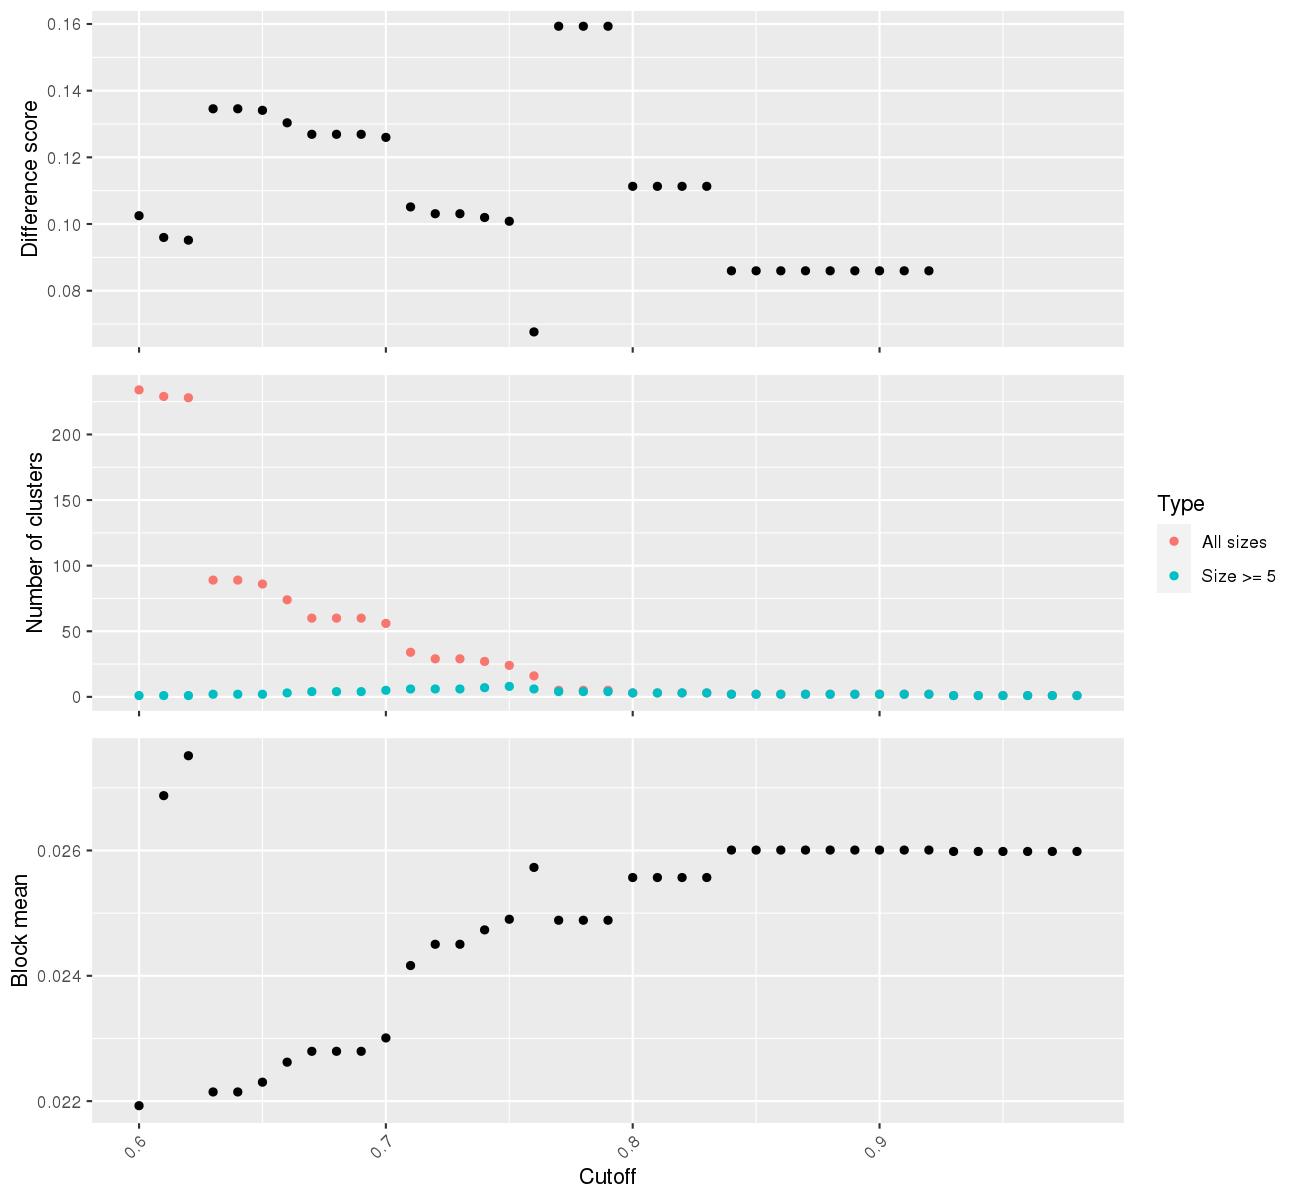 Difference score
0.16
0.14
0.12
0.10
0.08
Number of clusters
200
150
100
50
0
Type
All sizes
Size >= 5
Block mean
0.026
0.024
0.022
0.6
0.7
0.8
0.9
Cutoff